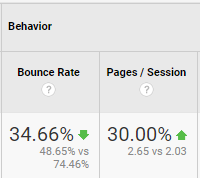 Behavior
Bounce Rate
Pages / Session
?
?
34.66%
30.00%
48.65% vs
74.46%
2.65 vs 2.03